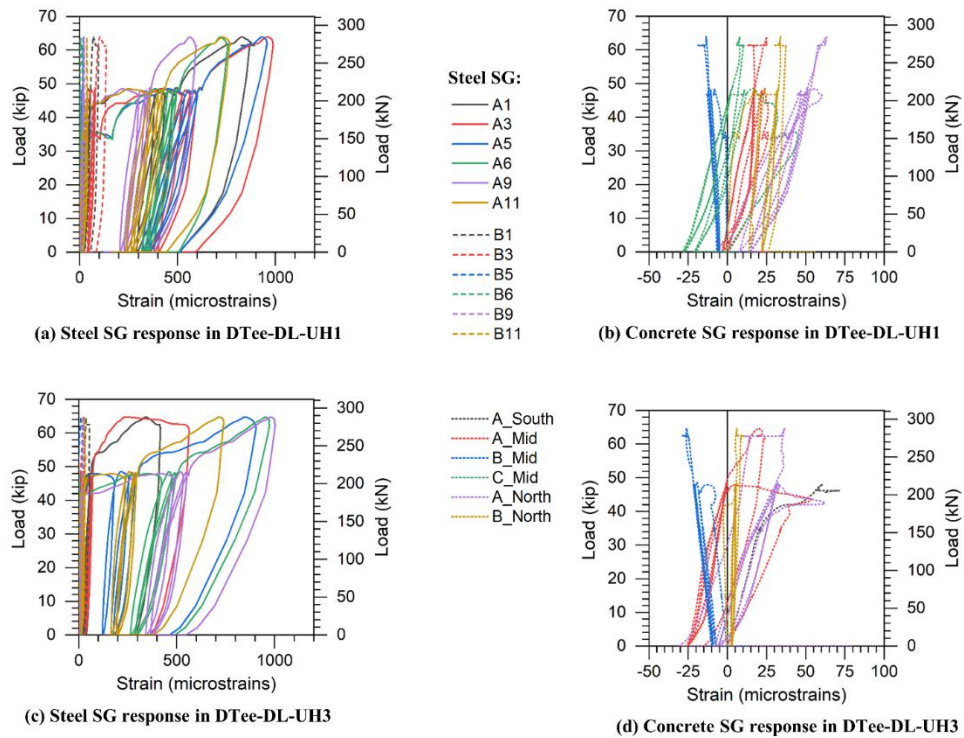 70
60
50
40
30
20
10
0
Load (kip)
300
250
200
150
100
50
0
Load (kN)
0
500
1000
Strain (microstrains)
(a) Steel SG response in DTee-DL-UH1
Steel SG:
A1
A3
A5
A6
A9
A11
B1
B3
B5
B6
B9
B11
70
60
50
40
30
20
10
0
Load (kip)
300
250
200
150
100
50
0
Load (kN)
-50
-25
0
25
50
75
100
Strain (microstrains)
(b) Concrete SG response in DTee-DL-UH1
70
60
50
40
30
20
10
0
Load (kip)
300
250
200
150
100
50
0
Load (kN)
0
500
1000
Strain (microstrains)
(c) Steel SG response in DTee-DL-UH3
A_South
A_Mid
B_Mid
C_Mid
A_North
B_North
70
60
50
40
30
20
10
0
Load (kip)
300
250
200
150
100
50
0
Load (kN)
-50
-25
0
25
50
75
100
Strain (microstrains)
(d) Concrete SG response in DTee-DL-UH3